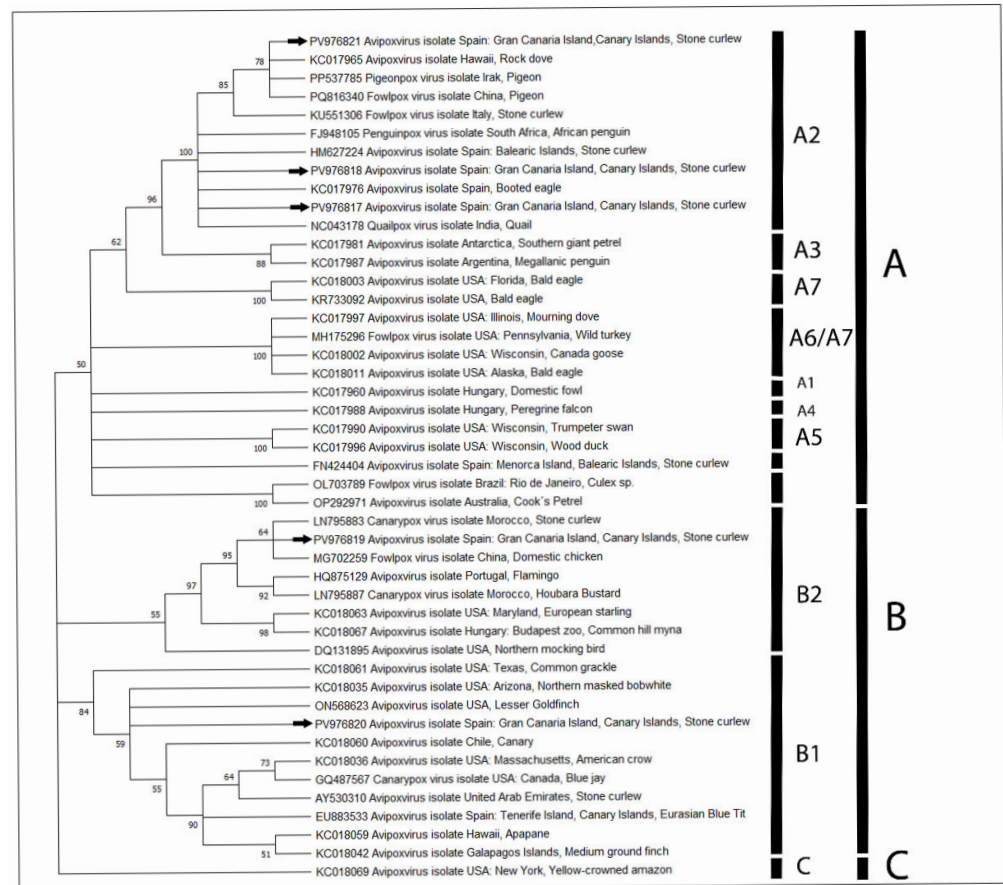 PV976821 Avipoxvirus isolate Spain: Gran Canaria Island,Canary Islands, Stone curlew
78
KC017965 Avipoxvirus isolate Hawaii, Rock dove
PP537785 Pigeonpox virus isolate Irak, Pigeon
85
PQ816340 Fowlpox virus isolate China, Pigeon
KU551306 Fowlpox virus isolate Italy, Stone curlew
FJ948105 Penguinpox virus isolate South Africa, African penguin
A2
100
HM627224 Avipoxvirus isolate Spain: Balearic Islands, Stone curlew
PV976818 Avipoxvirus isolate Spain: Gran Canaria Island, Canary Islands, Stone curlew
96
KC017976 Avipoxvirus isolate Spain, Booted eagle
PV976817 Avipoxvirus isolate Spain: Gran Canaria Island, Canary Islands, Stone curlew
NC043178 Quailpox virus isolate India, Quail
62
KC017981 Avipoxvirus isolate Antarctica, Southern giant petrel
A3
88
KC017987 Avipoxvirus isolate Argentina, Megallanic penguin
A
KC018003 Avipoxvirus isolate USA: Florida, Bald eagle
A7
100
KR733092 Avipoxvirus isolate USA, Bald eagle
KC017997 Avipoxvirus isolate USA: Illinois, Mourning dove
MH175296 Fowlpox virus isolate USA: Pennsylvania, Wild turkey
A6/A7
100
KC018002 Avipoxvirus isolate USA: Wisconsin, Canada goose
50
KC018011 Avipoxvirus isolate USA: Alaska, Bald eagle
KC017960 Avipoxvirus isolate Hungary, Domestic fowl
A1
KC017988 Avipoxvirus isolate Hungary, Peregrine falcon
A4
KC017990 Avipoxvirus isolate USA: Wisconsin, Trumpeter swan
A5
100
KC017996 Avipoxvirus isolate USA: Wisconsin, Wood duck
FN424404 Avipoxvirus isolate Spain: Menorca Island, Balearic Islands, Stone curlew
OL703789 Fowlpox virus isolate Brazil: Rio de Janeiro, Culex sp.
100
OP292971 Avipoxvirus isolate Australia, Cook´s Petrel
LN795883 Canarypox virus isolate Morocco, Stone curlew
64
PV976819 Avipoxvirus isolate Spain: Gran Canaria Island, Canary Islands, Stone curlew
95
MG702259 Fowlpox virus isolate China, Domestic chicken
HQ875129 Avipoxvirus isolate Portugal, Flamingo
97
92
LN795887 Canarypox virus isolate Morocco, Houbara Bustard
B2
55
KC018063 Avipoxvirus isolate USA: Maryland, European starling
B
98
KC018067 Avipoxvirus isolate Hungary: Budapest zoo, Common hill myna
DQ131895 Avipoxvirus isolate USA, Northern mocking bird
KC018061 Avipoxvirus isolate USA: Texas, Common grackle
KC018035 Avipoxvirus isolate USA: Arizona, Northern masked bobwhite
84
ON568623 Avipoxvirus isolate USA, Lesser Goldfinch
PV976820 Avipoxvirus isolate Spain: Gran Canaria Island, Canary Islands, Stone curlew
59
KC018060 Avipoxvirus isolate Chile, Canary
B1
KC018036 Avipoxvirus isolate USA: Massachusetts, American crow
73
55
64
GQ487567 Canarypox virus isolate USA: Canada, Blue jay
AY530310 Avipoxvirus isolate United Arab Emirates, Stone curlew
EU883533 Avipoxvirus isolate Spain: Tenerife Island, Canary Islands, Eurasian Blue Tit
90
KC018059 Avipoxvirus isolate Hawaii, Apapane
51
KC018042 Avipoxvirus isolate Galapagos Islands, Medium ground finch
KC018069 Avipoxvirus isolate USA: New York, Yellow-crowned amazon
C
C